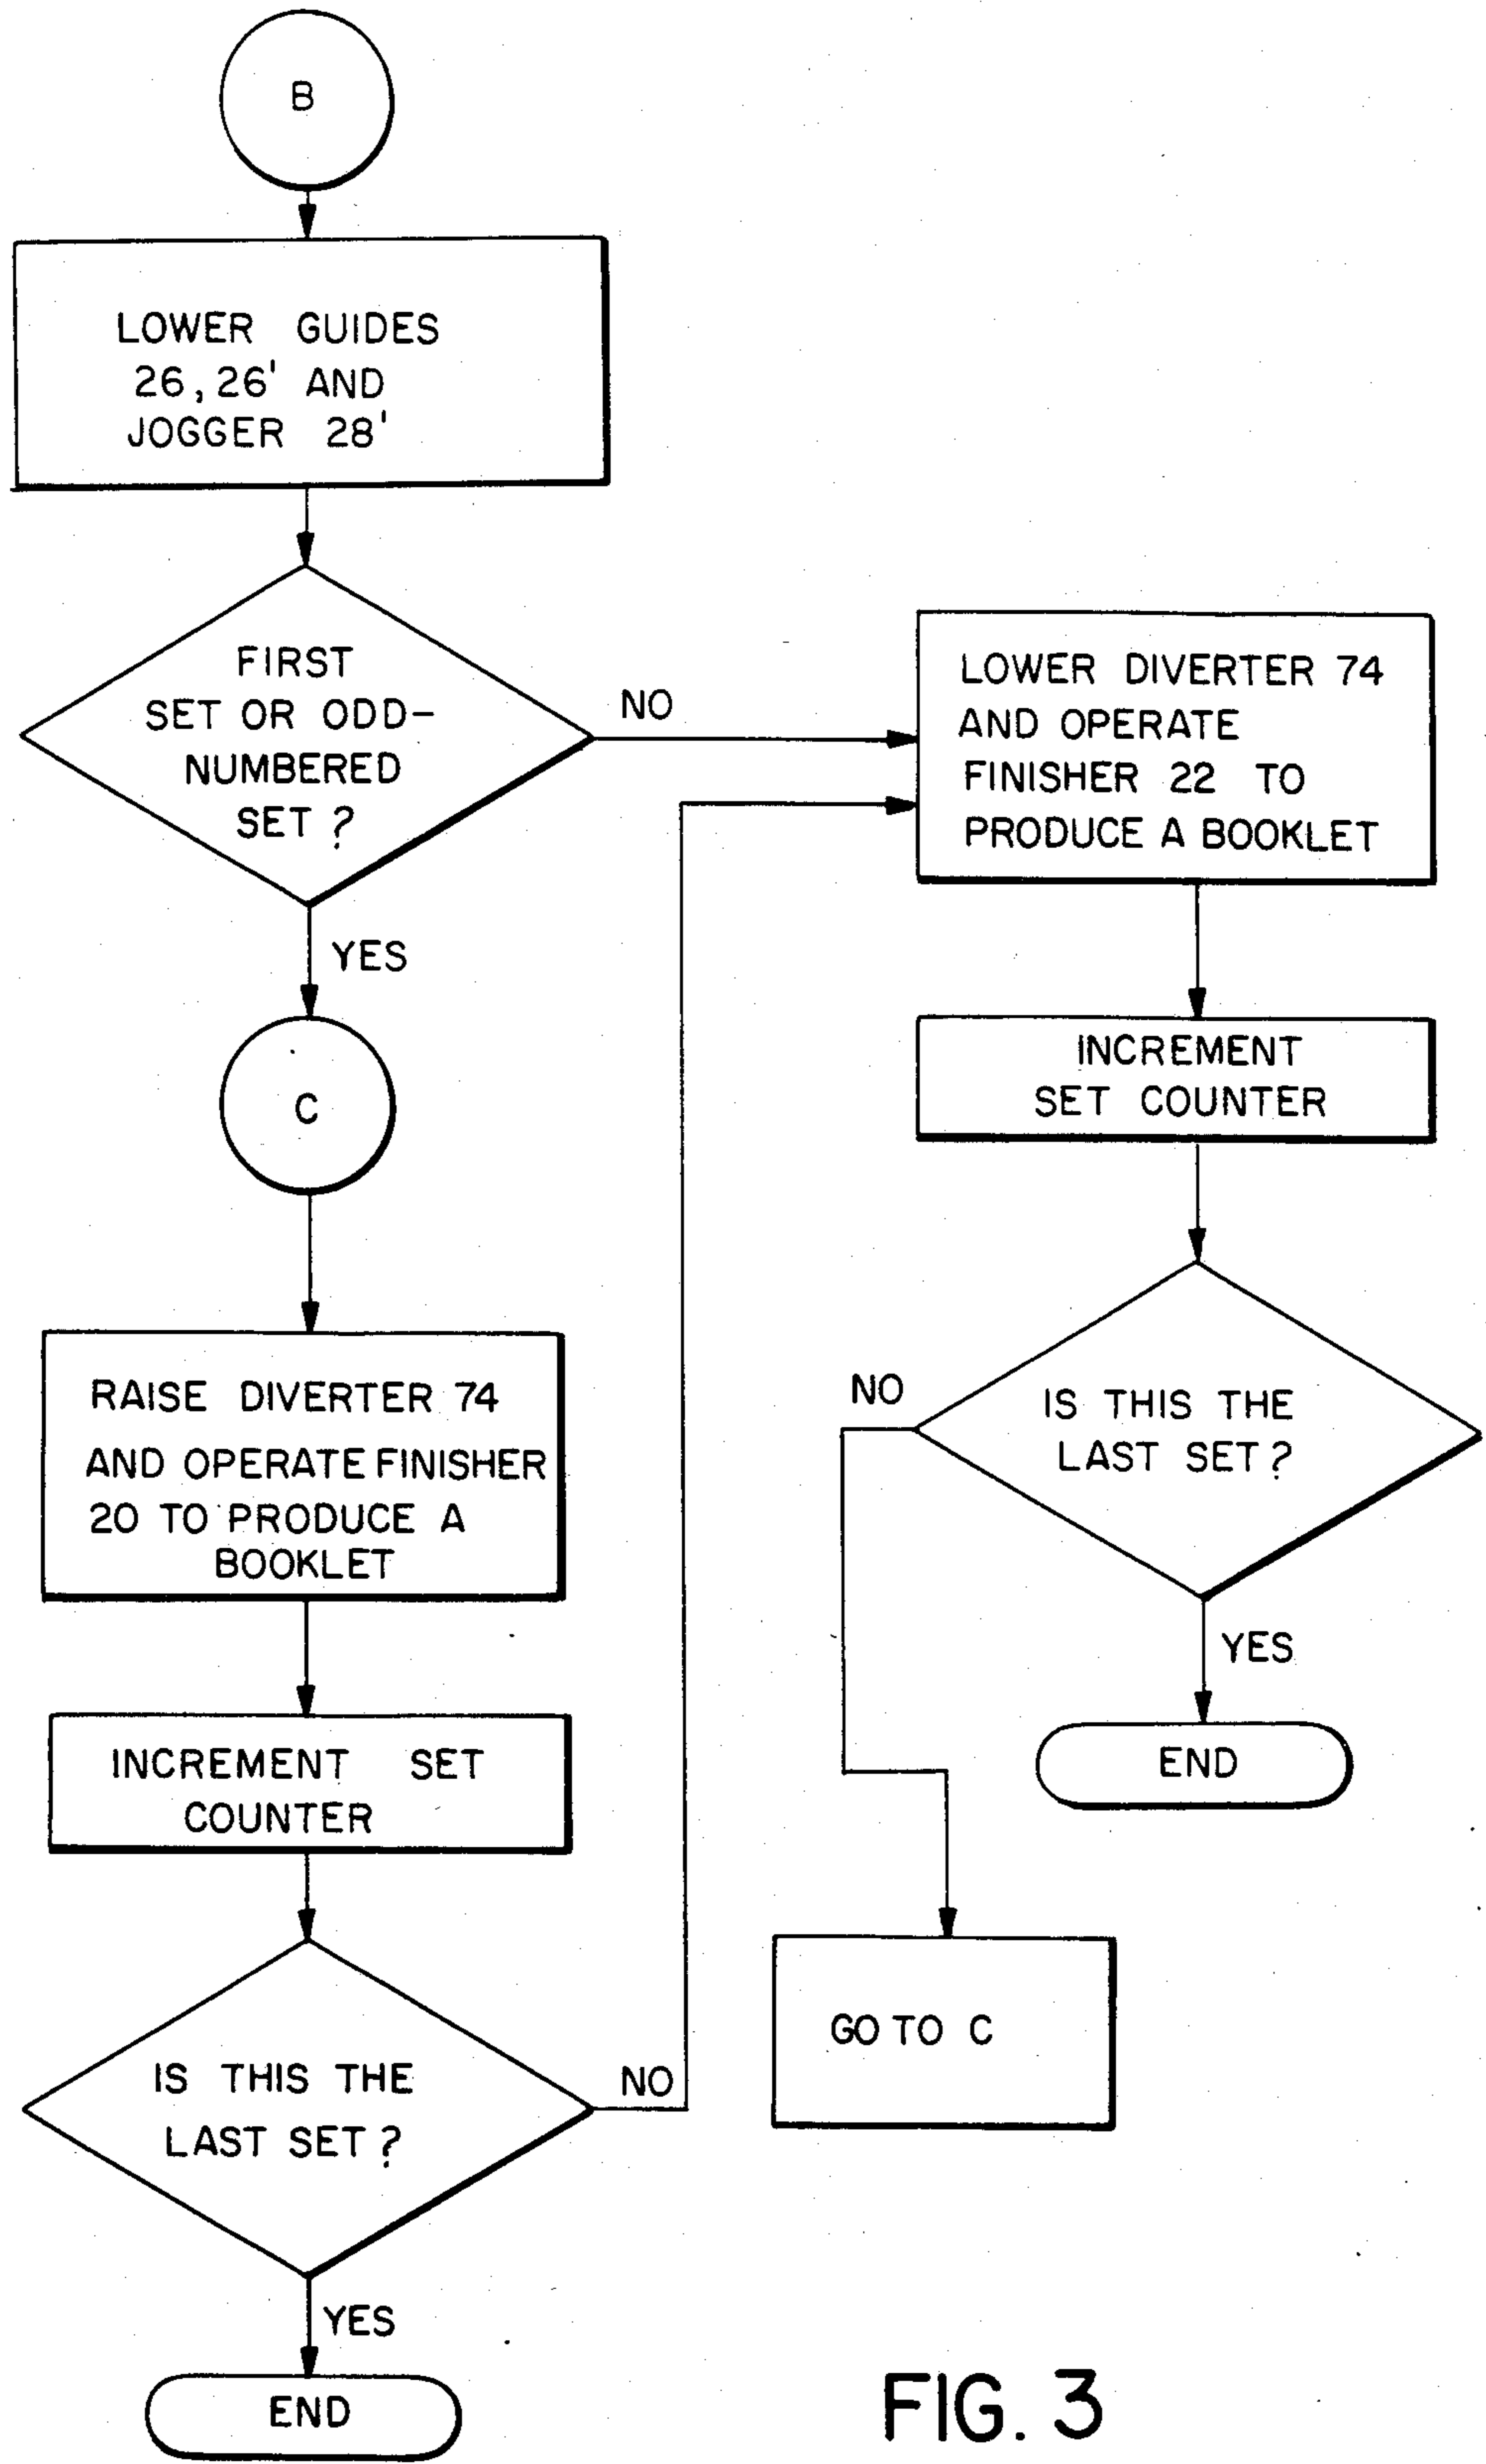 B
LOWER GUIDES
26, 26' AND
JOGGER 28'
FIRST
SET OR ODD-
NUMBERED
SET?
NO
YES
C
RAISE DIVERTER 74
AND OPERATE FINISHER
20 TO PRODUCE A
BOOKLET
INCREMENT SET
COUNTER
IS THIS THE
LAST SET?
NO
YES
END
LOWER DIVERTER 74
AND OPERATE
FINISHER 22 TO
PRODUCE A BOOKLET
INCREMENT
SET COUNTER
IS THIS THE
LAST SET?
NO
YES
END
GO TO C
FIG. 3